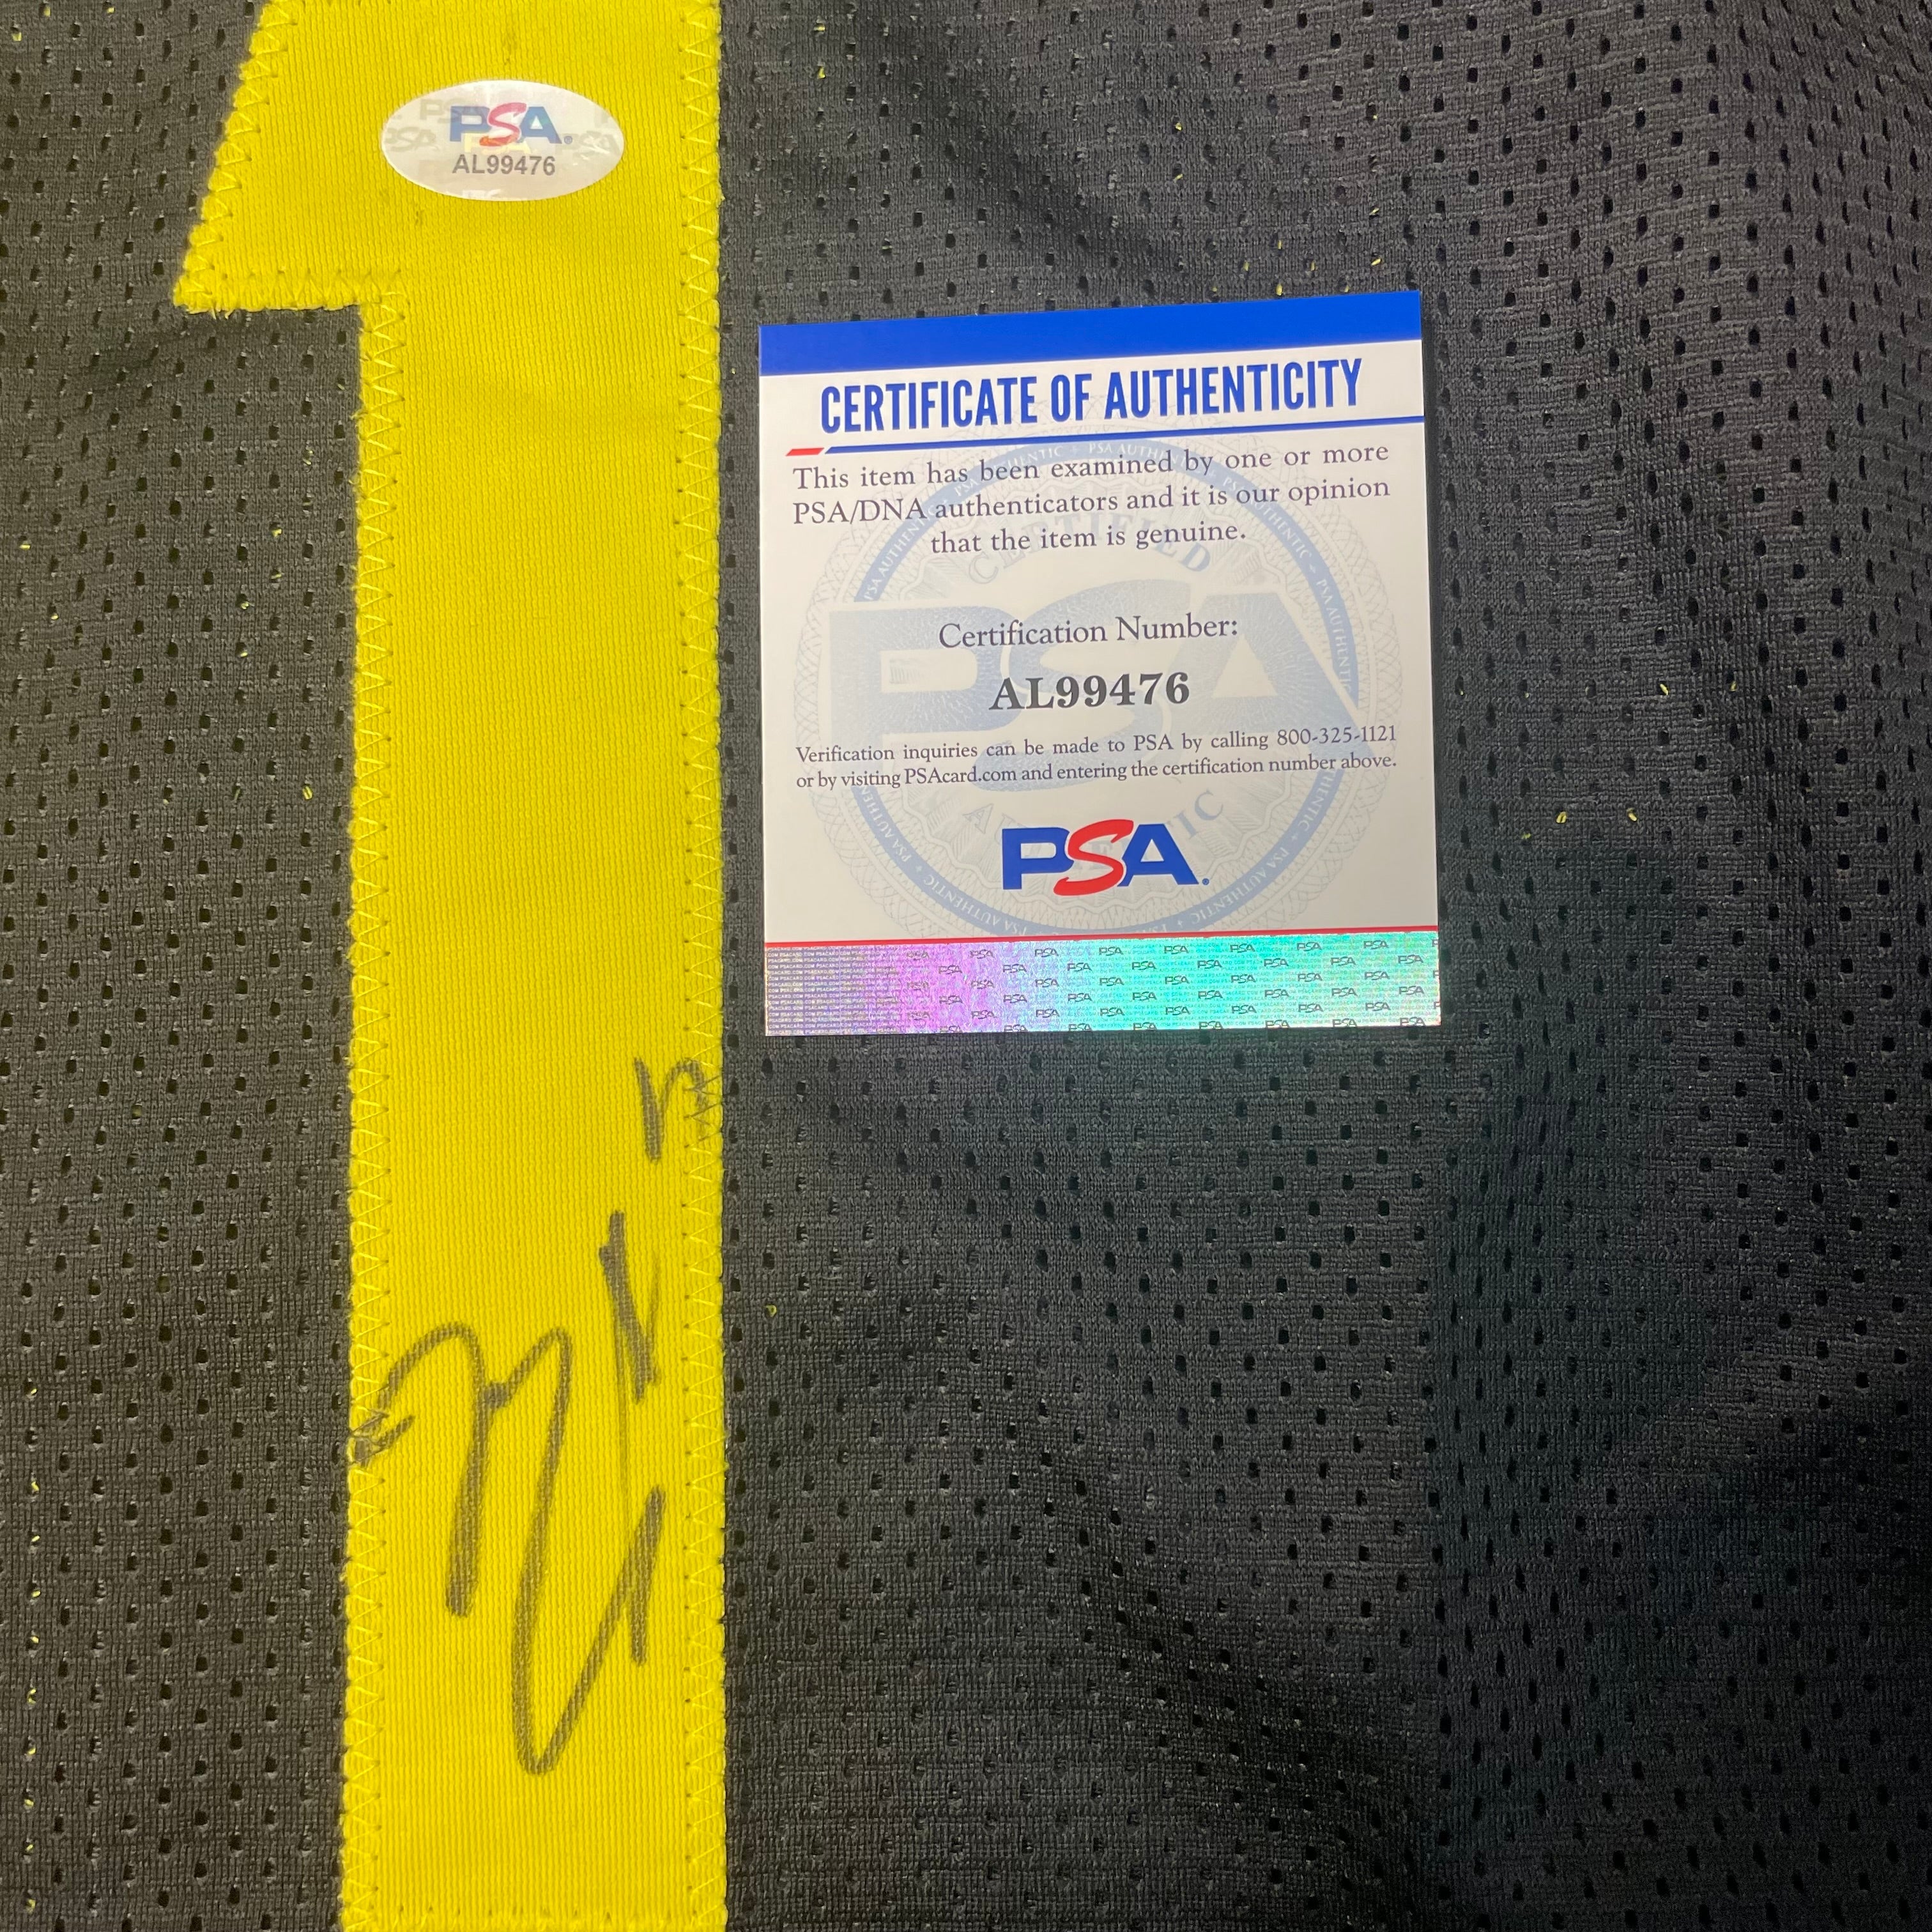 1
PSA
AL99476
CERTIFICATE OF AUTHENTICITY
This item has been examined by one or more
PSA/DNA authenticators and it is our opinion
that the item is genuine.
Certification Number:
AL99476
Verification inquiries can be made to PSA by calling 800-325-1121
or by visiting PSAcard.com and entering the certification number above.
PSA